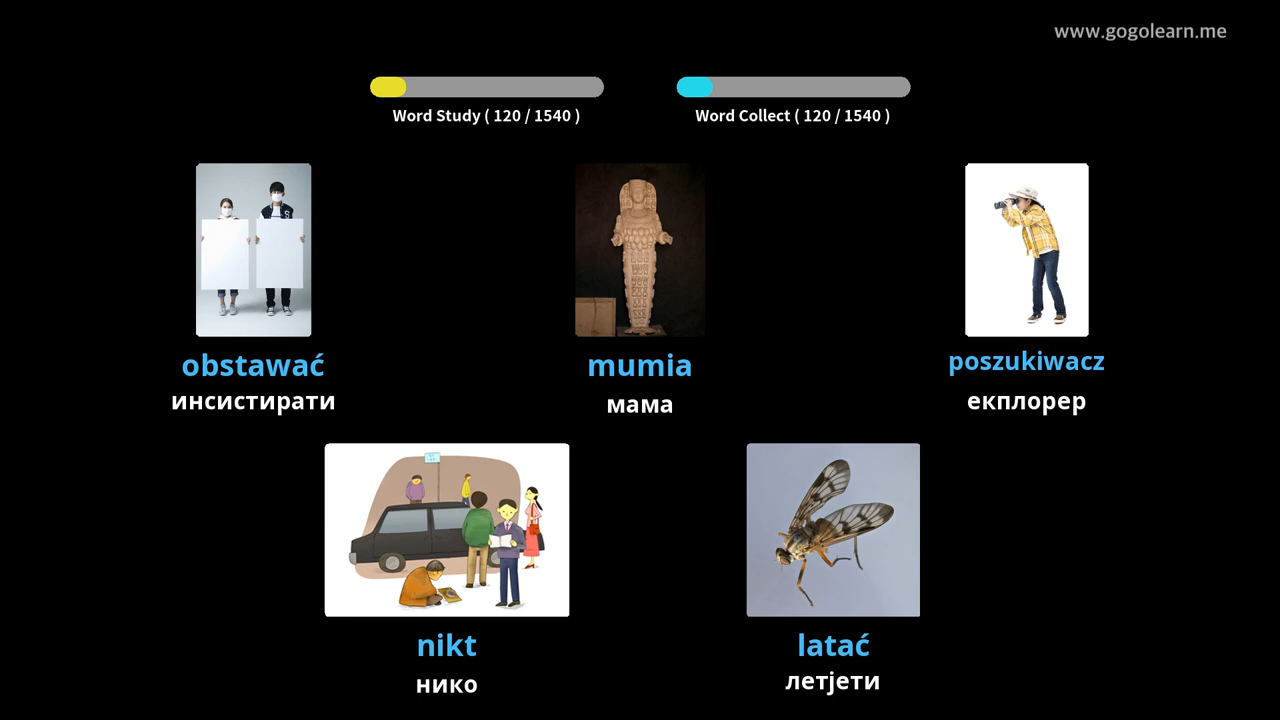 www.gogolearn.me
Word Study ( 120 / 1540 )
Word Collect ( 120 / 1540 )
obstawać
инсистирати
mumia
мама
poszukiwacz
екплорер
nikt
нико
latać
летјети